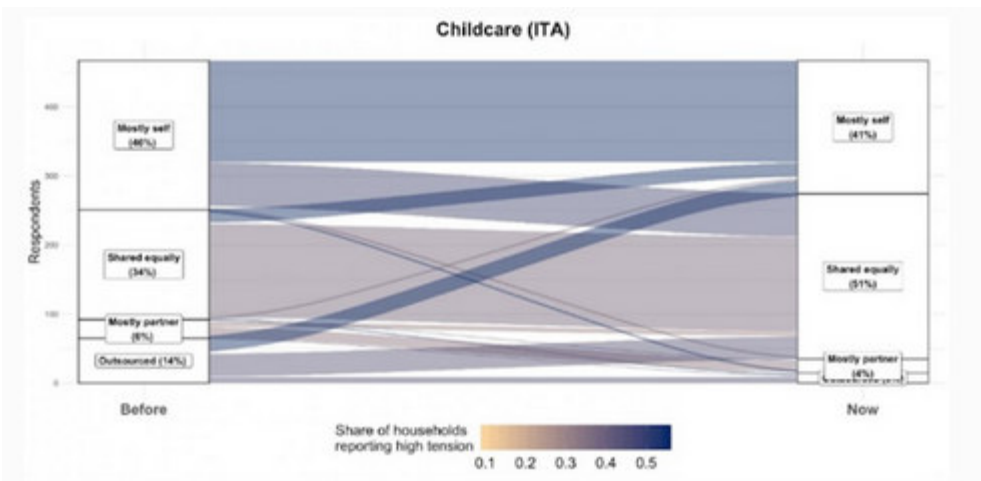 Childcare (ITA)
Respondents
400
300
200
100
0
Mostly self
(46%)
Shared equally
(34%)
Mostly partner
(6%)
Outsourced (14%)
Mostly self
(41%)
Shared equally
(51%)
Mostly partner
(4%)
Before
Now
Share of households
reporting high tension
0.1 0.2 0.3 0.4 0.5